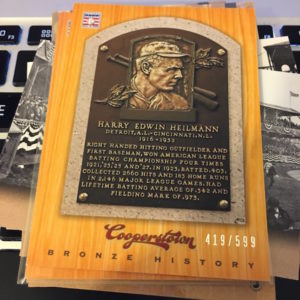 HARRY EDWIN HEILMANN
DETROIT, A.L. - CINCINNATI, N.L.
1916 - 1932
RIGHT HANDED HITTING OUTFIELDER AND
FIRST BASEMAN, WON AMERICAN LEAGUE
BATTING CHAMPIONSHIP FOUR TIMES
1921, '23, '25 AND '27. IN 1923, BATTED .403.
COLLECTED 2660 HITS AND 183 HOME RUNS
IN 2146 MAJOR LEAGUE GAMES. HAD
LIFETIME BATTING AVERAGE OF .342 AND
FIELDING MARK OF .975.
Cooperstown
419/599
BRONZE HISTORY